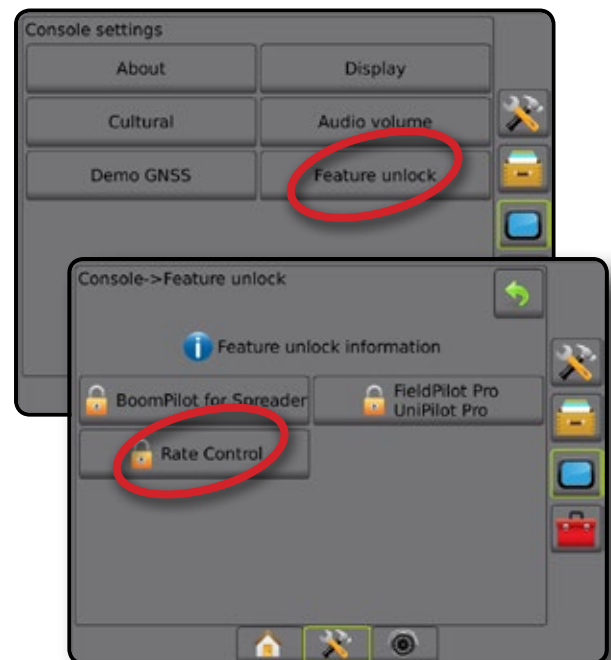 Console settings
About
Display
Cultural
Audio volume
Demo GNSS
Feature unlock
Console->Feature unlock
Feature unlock information
BoomPilot for Spreader
FieldPilot Pro
UniPilot Pro
Rate Control